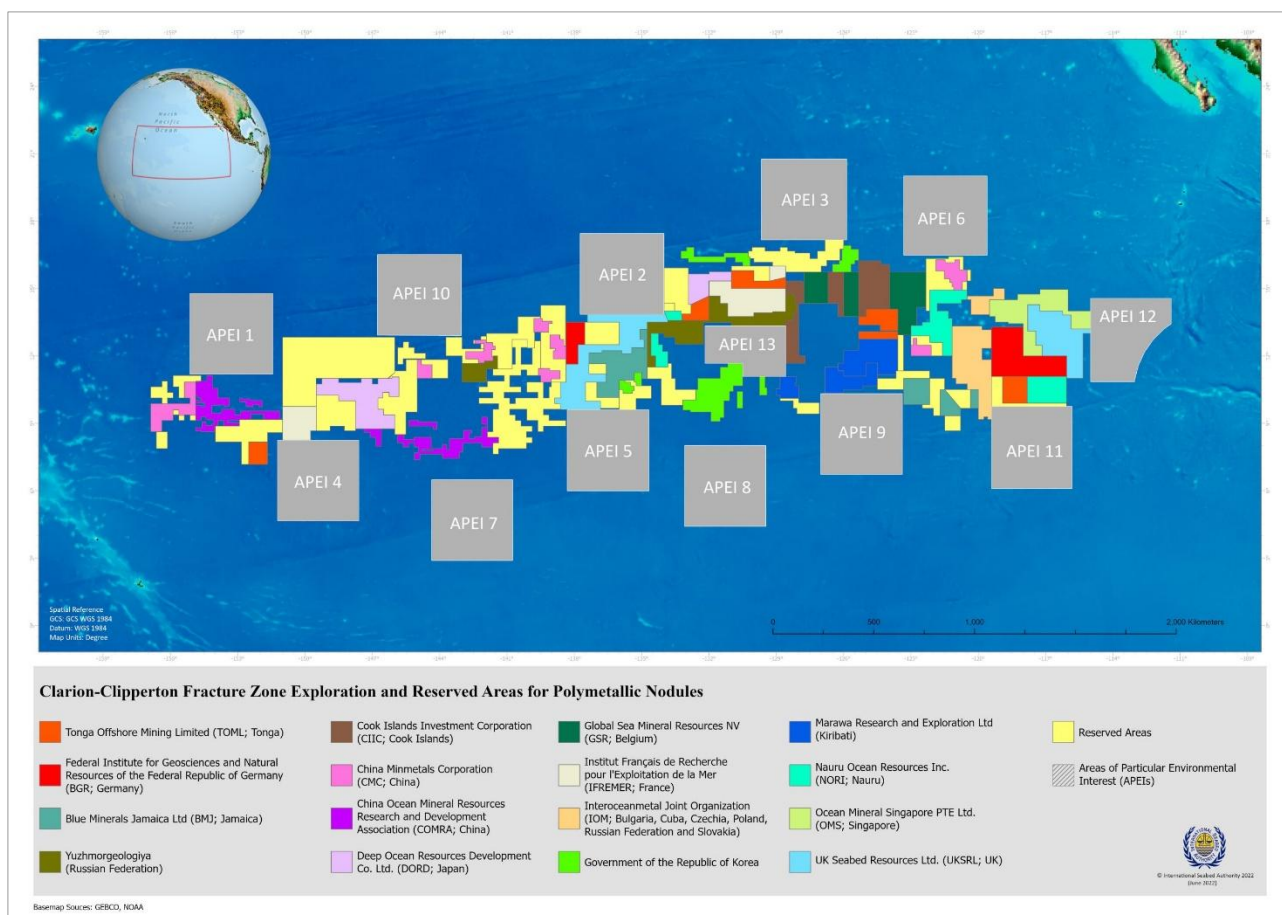 North
Pacific
Ocean
APEI 3
APEI 6
APEI 2
APEI 10
APEI 1
APEI 12
APEI 13
APEI 9
APEI 5
APEI 11
APEI 4
APEI 8
APEI 7
Spatial Reference
GCS: GCS WGS 1984
Datum: WGS 1984
Map Units: Degree
0 500 1,000 2,000 Kilometers
Clarion-Clipperton Fracture Zone Exploration and Reserved Areas for Polymetallic Nodules
Tonga Offshore Mining Limited (TOML; Tonga)
Federal Institute for Geosciences and Natural
Resources of the Federal Republic of Germany
(BGR; Germany)
Blue Minerals Jamaica Ltd (BMJ; Jamaica)
Yuzhmorgeologiya
(Russian Federation)
Cook Islands Investment Corporation
(CIIC; Cook Islands)
China Minmetals Corporation
(CMC; China)
China Ocean Mineral Resources
Research and Development
Association (COMRA; China)
Deep Ocean Resources Development
Co. Ltd. (DORD; Japan)
Global Sea Mineral Resources NV
(GSR; Belgium)
Institut Français de Recherche
pour l'Exploitation de la Mer
(IFREMER; France)
Interoceanmetal Joint Organization
(IOM; Bulgaria, Cuba, Czechia, Poland,
Russian Federation and Slovakia)
Government of the Republic of Korea
Marawa Research and Exploration Ltd
(Kiribati)
Nauru Ocean Resources Inc.
(NORI; Nauru)
Ocean Mineral Singapore PTE Ltd.
(OMS; Singapore)
UK Seabed Resources Ltd. (UKSRL; UK)
Reserved Areas
Areas of Particular Environmental
Interest (APEIs)
© International Seabed Authority 2022
(June 2022)
Basemap Souces: GEBCO, NOAA